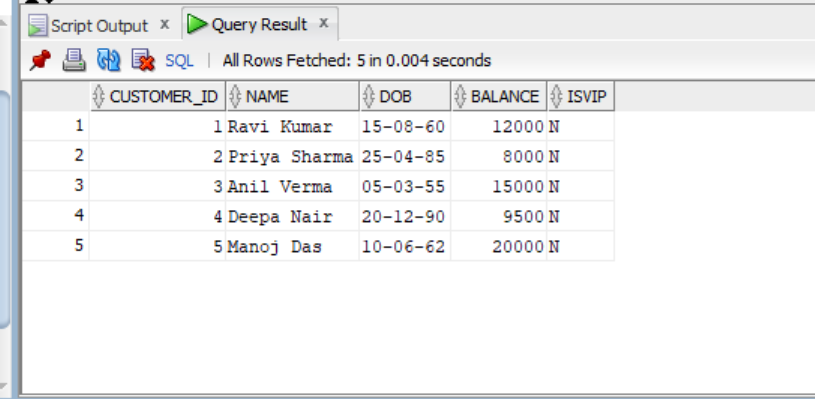 Script Output x Query Result x
SQL | All Rows Fetched: 5 in 0.004 seconds
CUSTOMER_ID NAME DOB BALANCE ISVIP
1 1 Ravi Kumar 15-08-60 12000 N
2 2 Priya Sharma 25-04-85 8000 N
3 3 Anil Verma 05-03-55 15000 N
4 4 Deepa Nair 20-12-90 9500 N
5 5 Manoj Das 10-06-62 20000 N